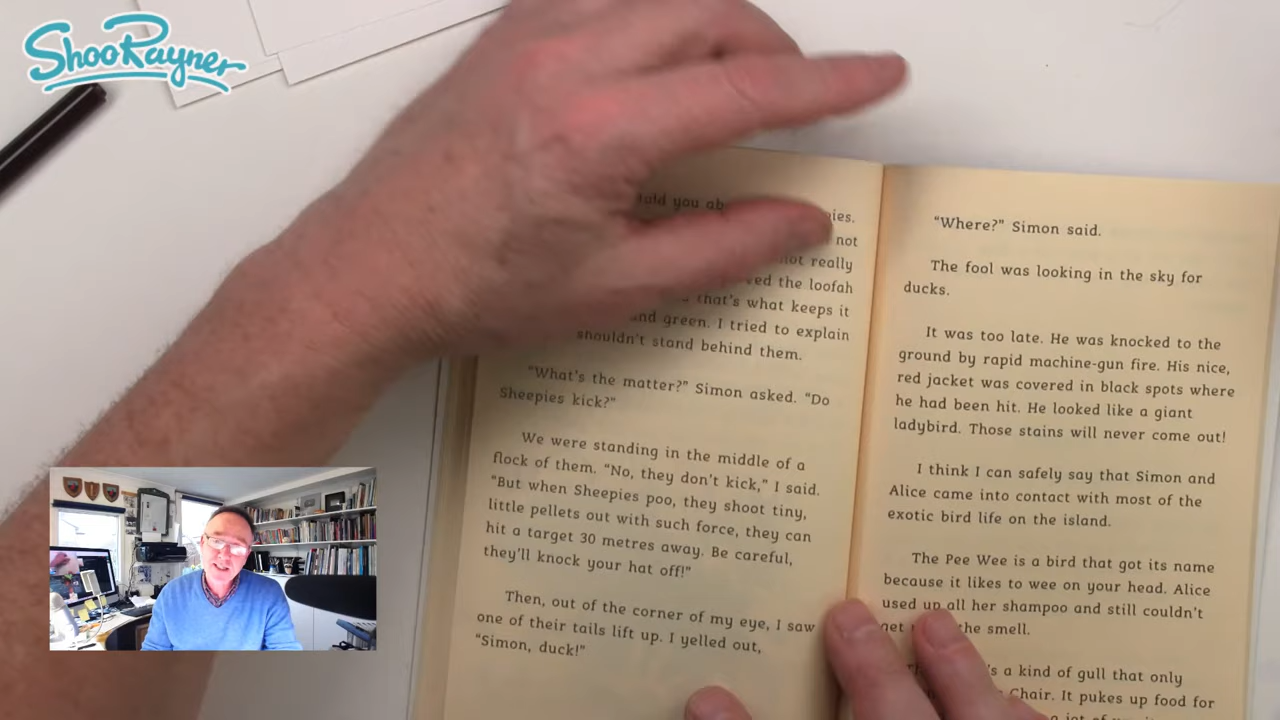 ShooRayner
told you ab
ies.
not
not really
ved the loofah
that's what keeps it
and green. I tried to explain
shouldn't stand behind them.
"What's the matter?" Simon asked. "Do
Sheepies kick?"
We were standing in the middle of a
flock of them. "No, they don't kick," I said.
"But when Sheepies poo, they shoot tiny,
little pellets out with such force, they can
hit a target 30 metres away. Be careful,
they'll knock your hat off!"
Then, out of the corner of my eye, I saw
one of their tails lift up. I yelled out,
"Simon, duck!"
"Where?" Simon said.
The fool was looking in the sky for
ducks.
It was too late. He was knocked to the
ground by rapid machine-gun fire. His nice,
red jacket was covered in black spots where
he had been hit. He looked like a giant
ladybird. Those stains will never come out!
I think I can safely say that Simon and
Alice came into contact with most of the
exotic bird life on the island.
The Pee Wee is a bird that got its name
because it likes to wee on your head. Alice
used up all her shampoo and still couldn't
get the smell.
's a kind of gull that only
Chair. It pukes up food for
a lot of